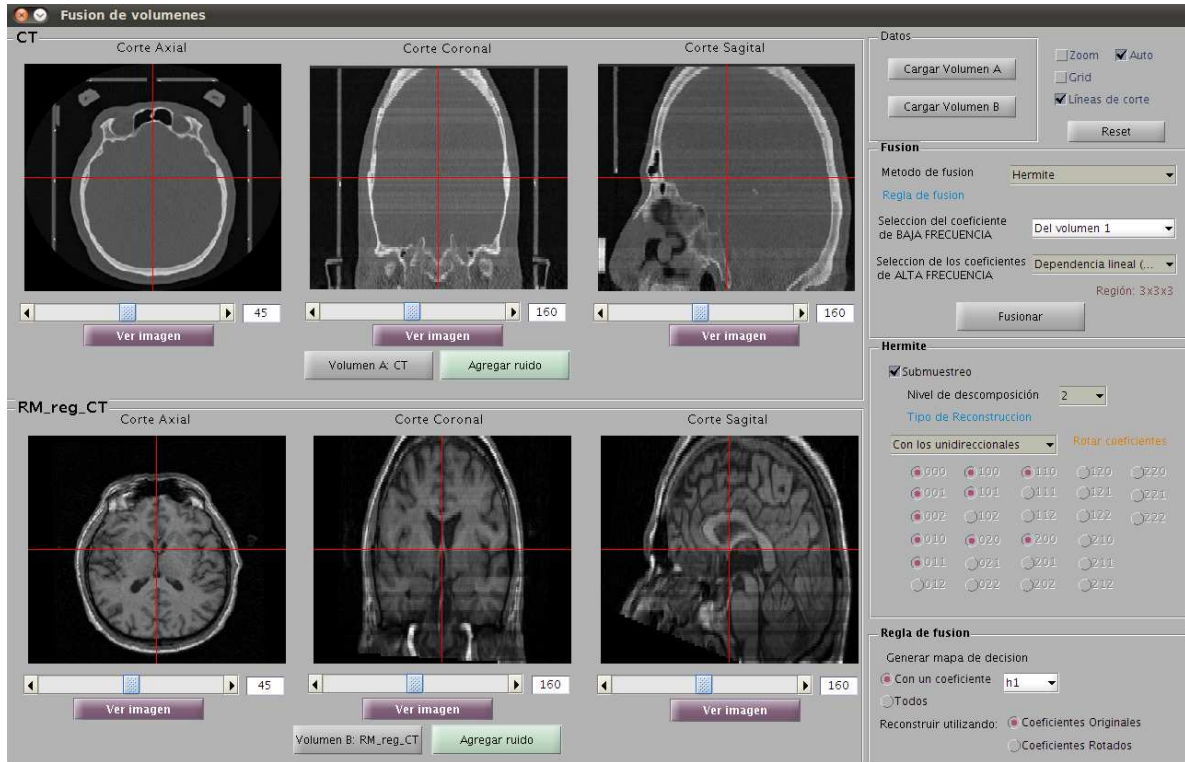 Fusion de volumenes
CT
Corte Axial
Corte Coronal
Corte Sagital
45
160
160
Ver imagen
Ver imagen
Ver imagen
Volumen A: CT
Agregar ruido
RM_reg_CT
Corte Axial
Corte Coronal
Corte Sagital
45
160
160
Ver imagen
Ver imagen
Ver imagen
Volumen B: RM_reg_CT
Agregar ruido
Datos
Cargar Volumen A
Cargar Volumen B
Zoom
Auto
Grid
Líneas de corte
Reset
Fusion
Metodo de fusion
Hermite
Regla de fusion
Seleccion del coeficiente
de BAJA FRECUENCIA
Del volumen 1
Seleccion de los coeficientes
de ALTA FRECUENCIA
Dependencia lineal (...
Región: 3x3x3
Fusionar
Hermite
Submuestreo
Nivel de descomposición
2
Tipo de Reconstruccion
Con los unidireccionales
Rotar coeficientes
000 100 110 120 220
001 101 111 121 221
002 102 112 122 222
010 020 200 210
011 021 201 211
012 022 202 212
Regla de fusion
Generar mapa de decision
Con un coeficiente
h1
Todos
Reconstruir utilizando:
Coeficientes Originales
Coeficientes Rotados